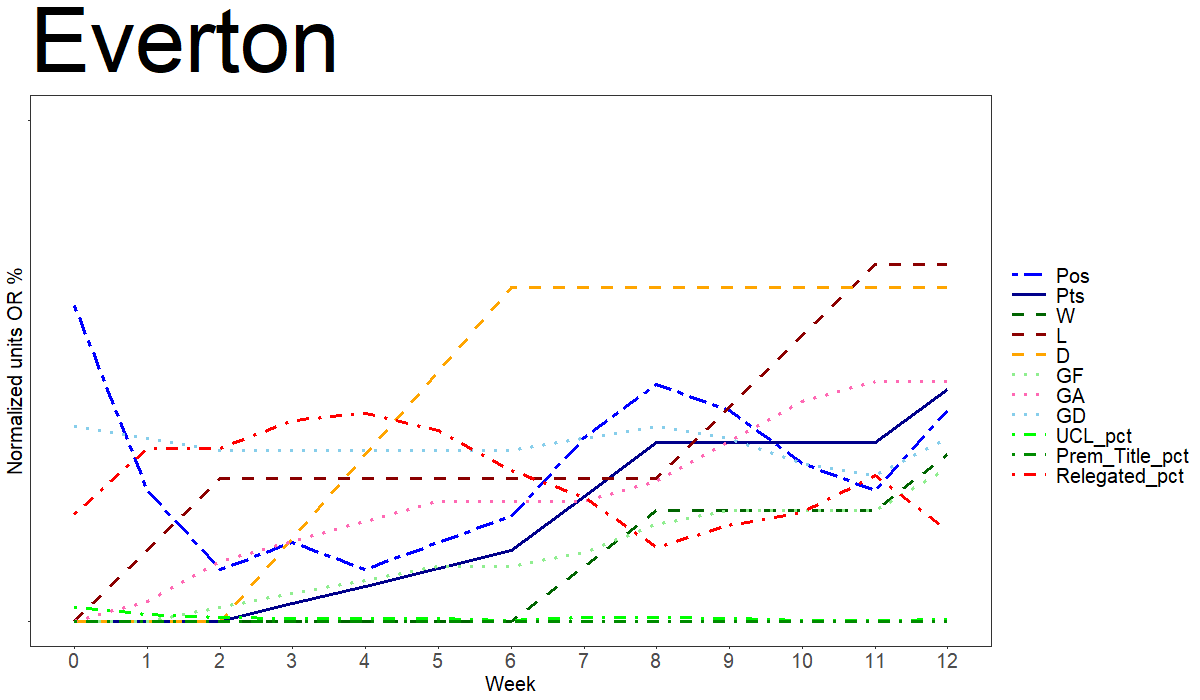 Everton
Normalized units OR %
0 1 2 3 4 5 6 7 8 9 10 11 12
Week
Pos
Pts
W
L
D
GF
GA
GD
UCL_pct
Prem_Title_pct
Relegated_pct